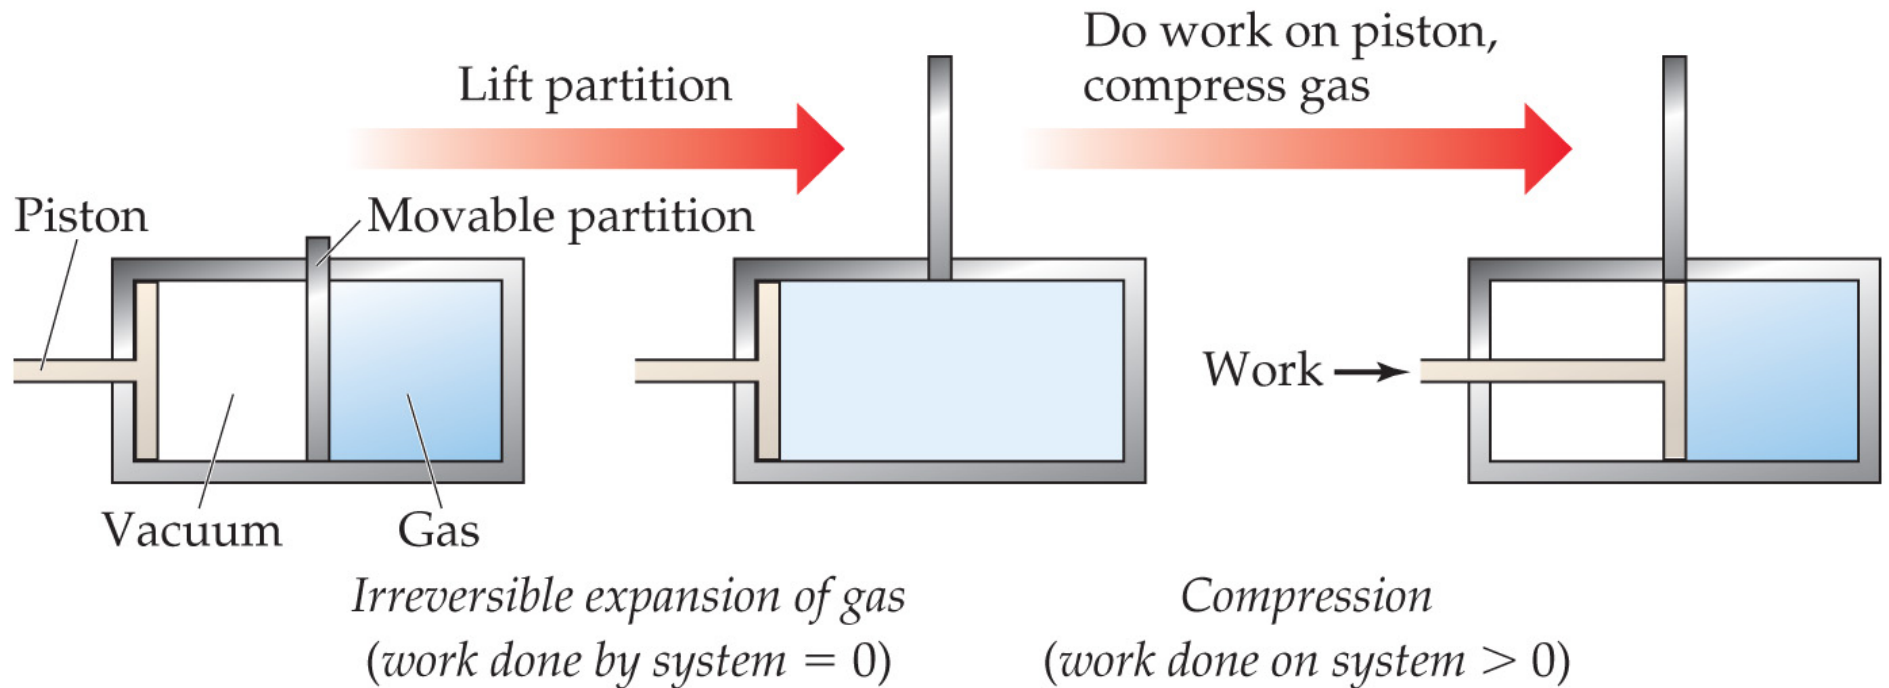 Do work on piston,
compress gas
Lift partition
Piston
Movable partition
Work
Vacuum
Gas
Irreversible expansion of gas
(work done by system = 0)
Compression
(work done on system > 0)